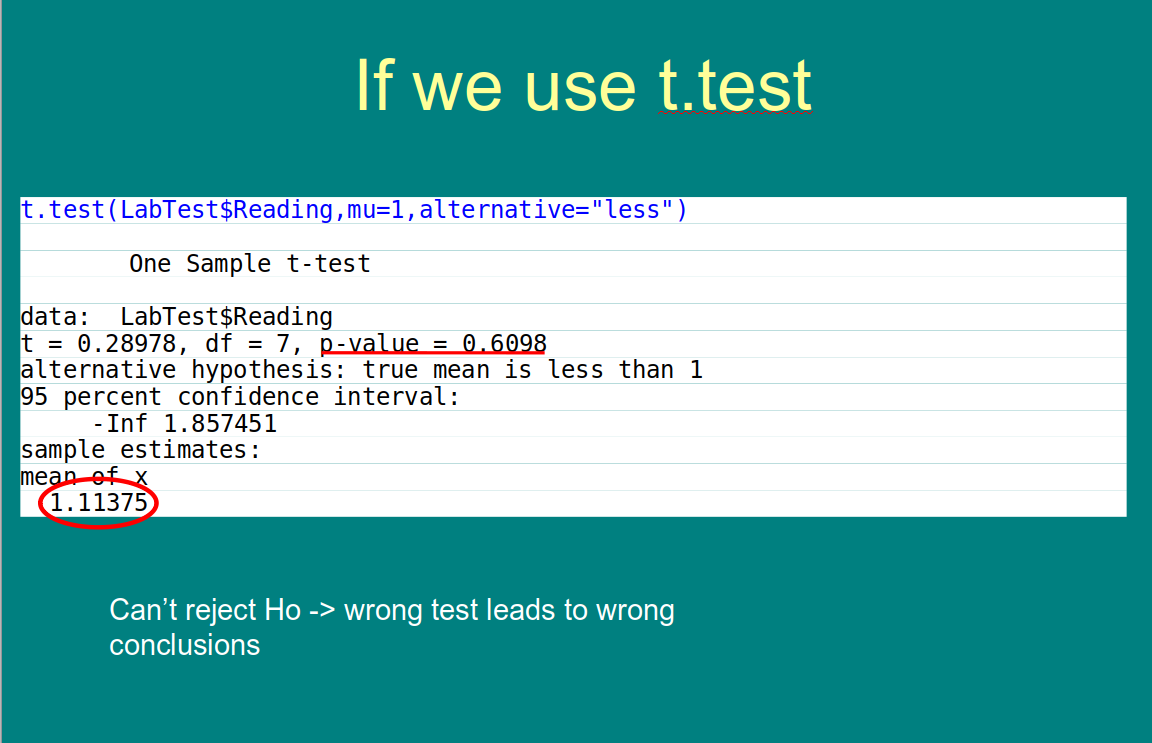 If we use t.test
t.test(LabTest$Reading,mu=1,alternative="less")
One Sample t-test
data:  LabTest$Reading
t = 0.28978, df = 7, p-value = 0.6098
alternative hypothesis: true mean is less than 1
95 percent confidence interval:
-Inf 1.857451
sample estimates:
mean of x
1.11375
Can’t reject Ho -> wrong test leads to wrong
conclusions